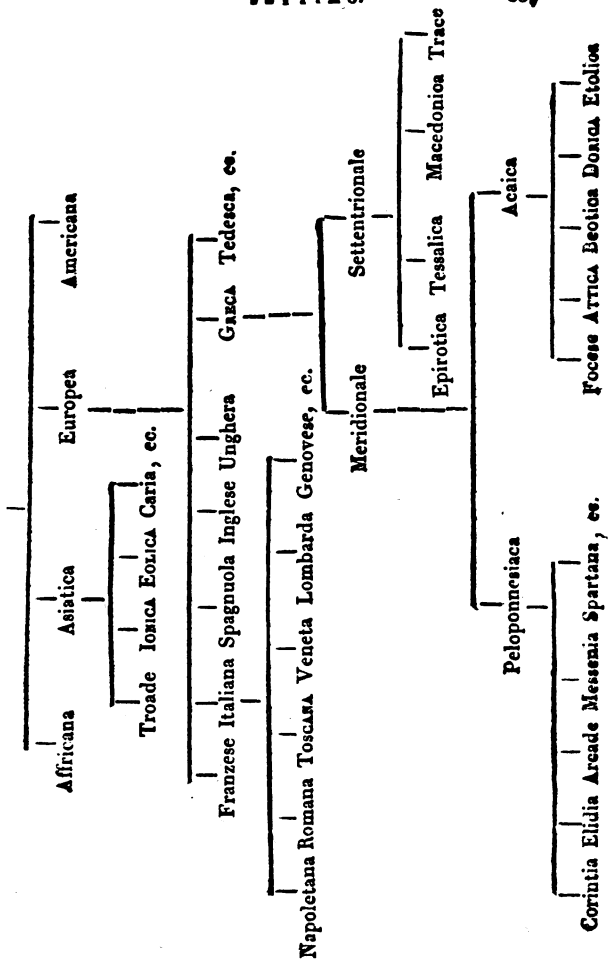 Affricana Asiatica Europea Americana
Troade IONICA EOLICA Caria, ec.
Franzese Italiana Spagnuola Inglese Unghera GRECA Tedesca, ec.
Napoletana Romana TOSCANA Veneta Lombarda Genovese, ec.
Meridionale Settentrionale
Epirotica Tessalica Macedonica Trace
Peloponnesiaca Acaica
Corintia Elidia Arcade Messenia Spartana, ec.
Focese ATTICA Beotica DORICA Etolica